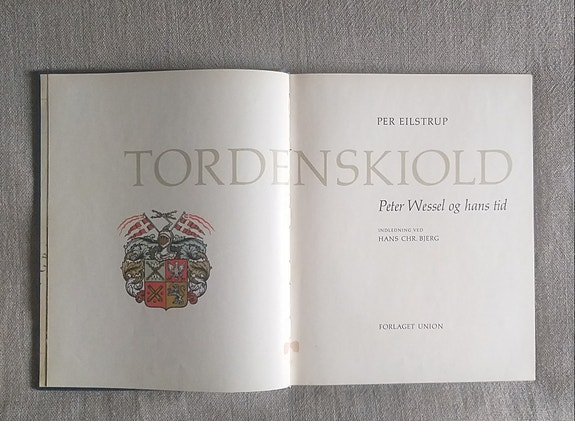 PER EILSTRUP
TORDENSKIOLD
Peter Wessel og hans tid
INDLEDNING VED
HANS CHR. BJERG
FORLAGET UNION